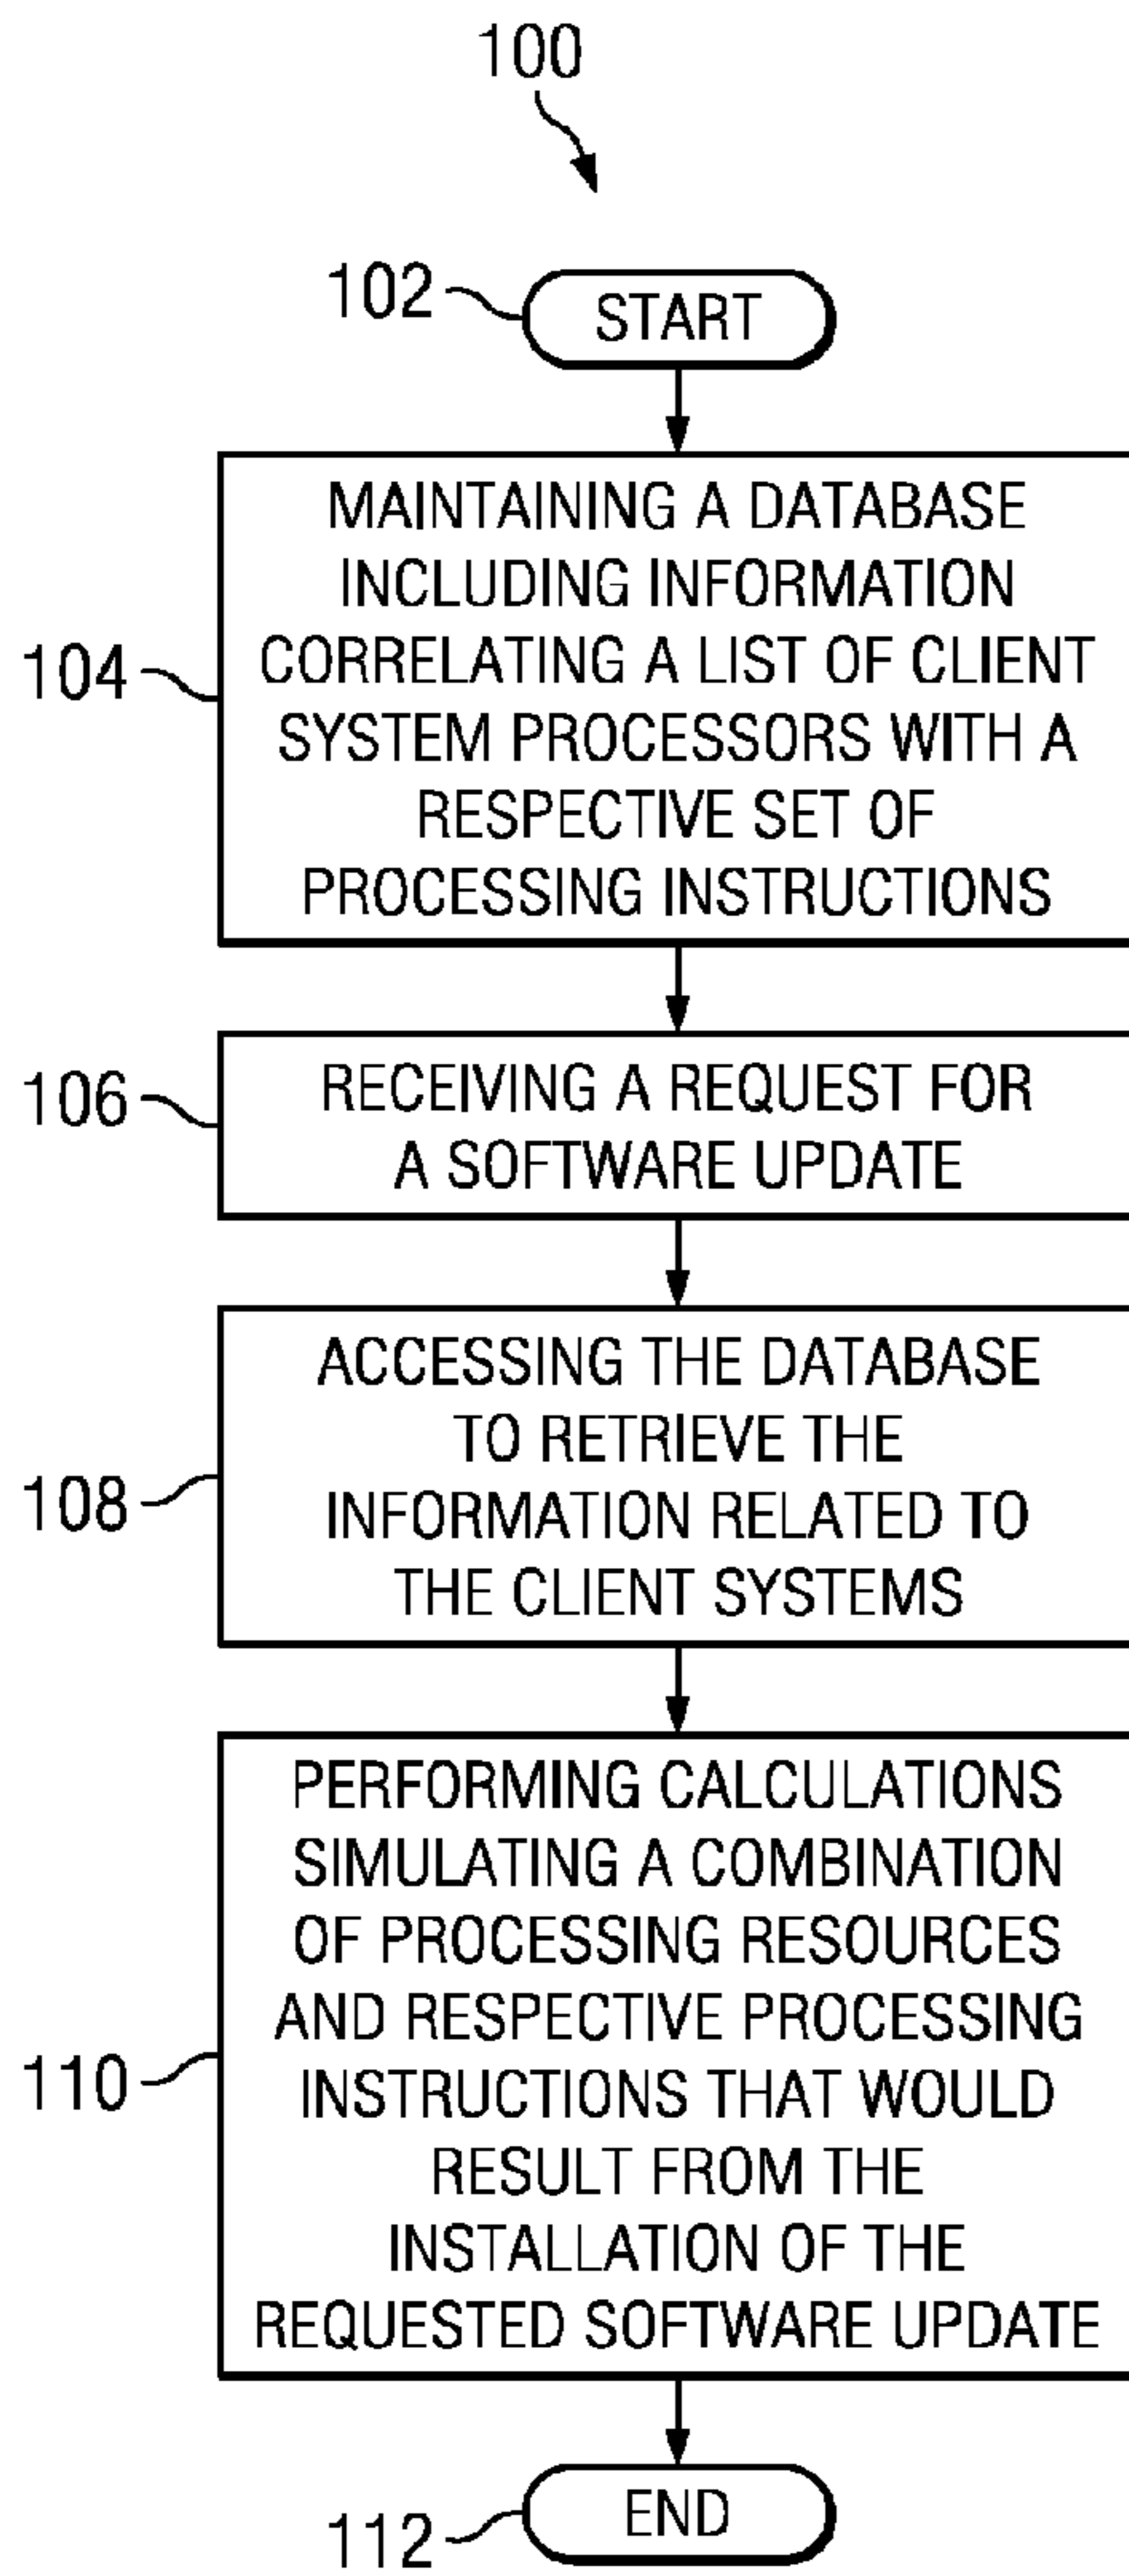 100
102
START
104
MAINTAINING A DATABASE
INCLUDING INFORMATION
CORRELATING A LIST OF CLIENT
SYSTEM PROCESSORS WITH A
RESPECTIVE SET OF
PROCESSING INSTRUCTIONS
106
RECEIVING A REQUEST FOR
A SOFTWARE UPDATE
108
ACCESSING THE DATABASE
TO RETRIEVE THE
INFORMATION RELATED TO
THE CLIENT SYSTEMS
110
PERFORMING CALCULATIONS
SIMULATING A COMBINATION
OF PROCESSING RESOURCES
AND RESPECTIVE PROCESSING
INSTRUCTIONS THAT WOULD
RESULT FROM THE
INSTALLATION OF THE
REQUESTED SOFTWARE UPDATE
112
END